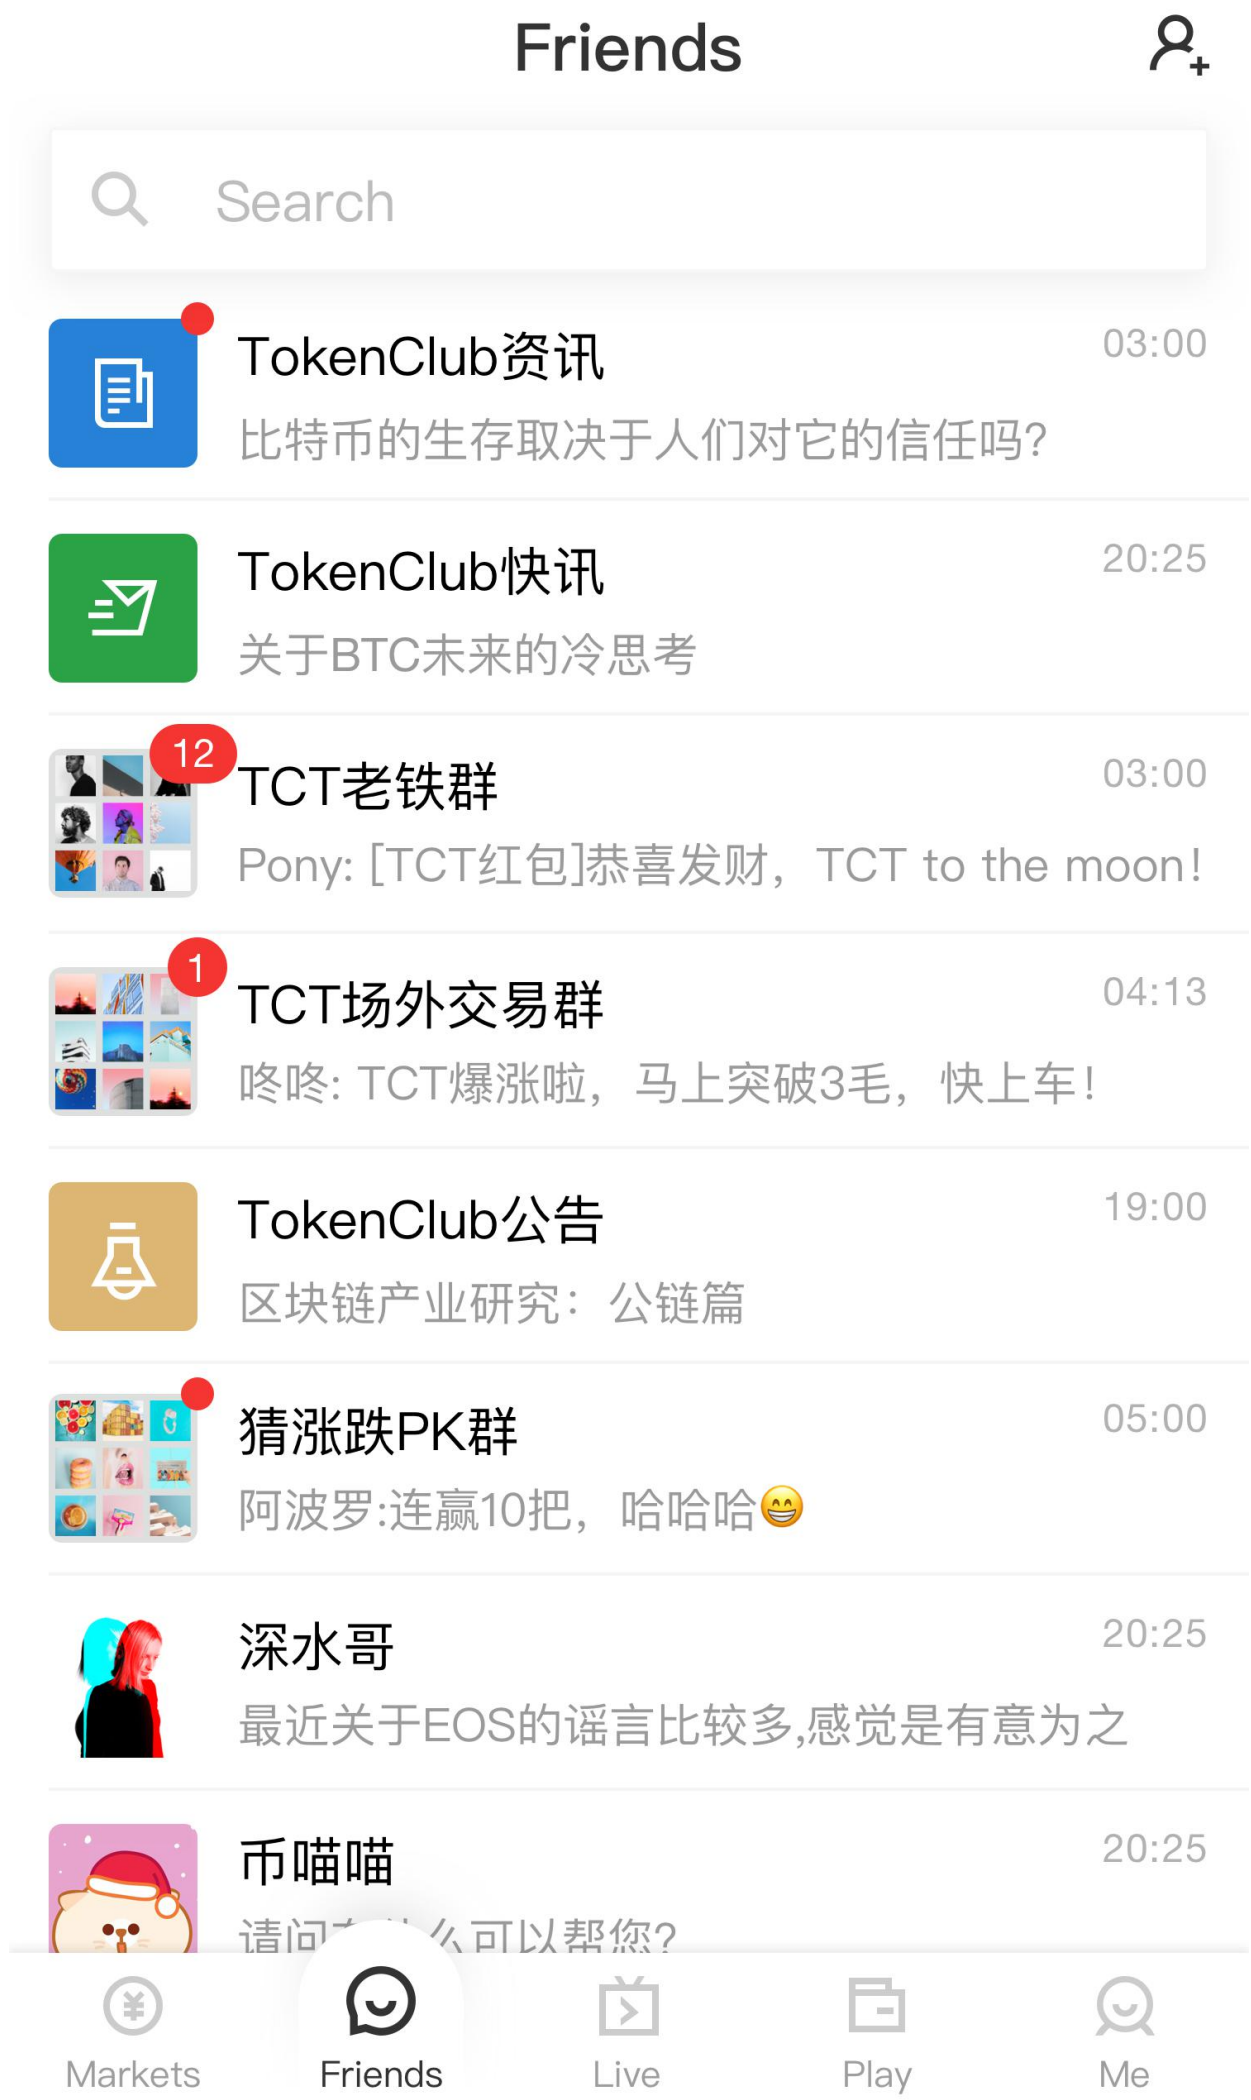 Friends
Search
TokenClub资讯
03:00
比特币的生存取决于人们对它的信任吗?
TokenClub快讯
20:25
关于BTC未来的冷思考
12
TCT老铁群
03:00
Pony: [TCT红包]恭喜发财，TCT to the moon!
1
TCT场外交易群
04:13
咚咚: TCT爆涨啦，马上突破3毛，快上车!
TokenClub公告
19:00
区块链产业研究：公链篇
猜涨跌PK群
05:00
阿波罗:连赢10把，哈哈哈😁
深水哥
20:25
最近关于EOS的谣言比较多,感觉是有意为之
币喵喵
20:25
请问有什么可以帮您?
Markets
Friends
Live
Play
Me